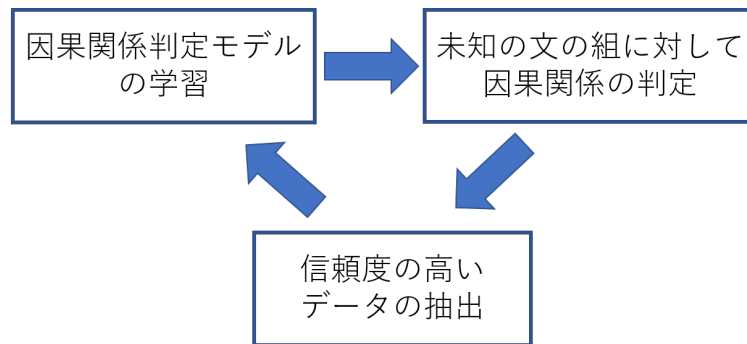 因果関係判定モデル
の学習
未知の文の組に対して
因果関係の判定
信頼度の高い
データの抽出